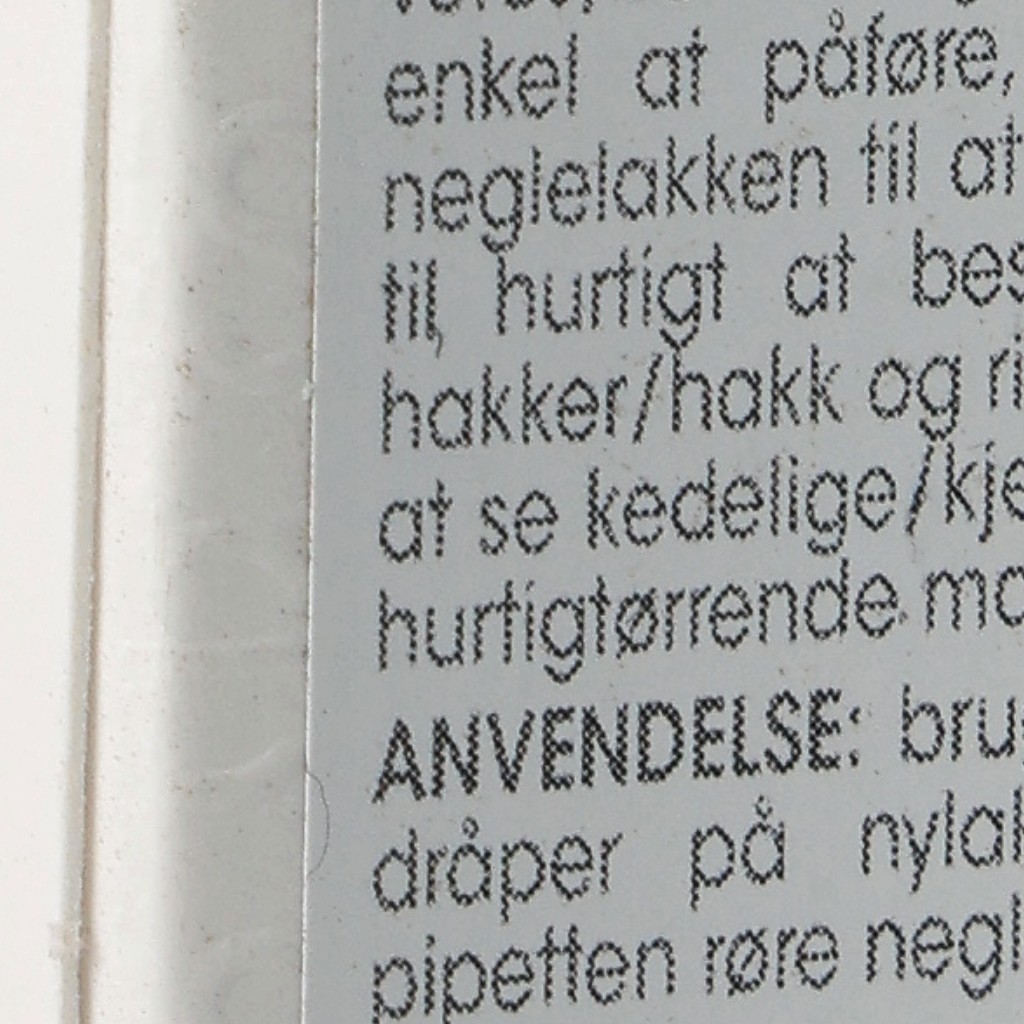 enkel at påføre,
neglelakken til at
til, hurtigt at bes
hakker/hakk og ri
at se kedelige/kje
hurtigtørrende ma
ANVENDELSE: bru
dråper på nylak
pipetten røre negl